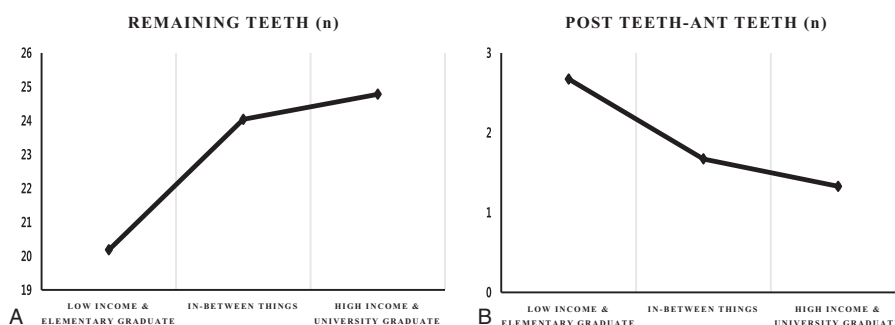 REMAINING TEETH (n)
26
25
24
23
22
21
20
19
LOW INCOME &
ELEMENTARY GRADUATE
IN-BETWEEN THINGS
HIGH INCOME &
UNIVERSITY GRADUATE
A
POST TEETH-ANT TEETH (n)
3
2
1
0
LOW INCOME &
ELEMENTARY GRADUATE
IN-BETWEEN THINGS
HIGH INCOME &
UNIVERSITY GRADUAT
B